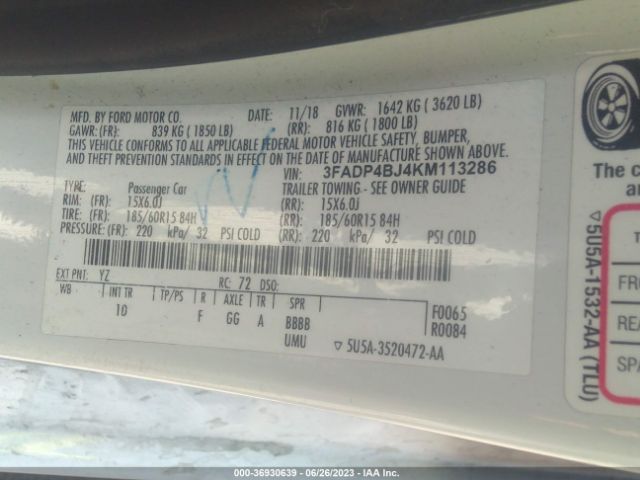 MFD. BY FORD MOTOR CO.
DATE: 11/18 GVWR: 1642 KG ( 3620 LB)
GAWR: (FR): 839 KG ( 1850 LB) (RR): 816 KG ( 1800 LB)
THIS VEHICLE CONFORMS TO ALL APPLICABLE FEDERAL MOTOR VEHICLE SAFETY, BUMPER,
AND THEFT PREVENTION STANDARDS IN EFFECT ON THE DATE OF MANUFACTURE SHOWN ABOVE.
VIN: 3FADP4BJ4KM113286
TYPE: Passenger Car TRAILER TOWING - SEE OWNER GUIDE
RIM: (FR): 15X6.0J (RR): 15X6.0J
TIRE: (FR): 185/60R15 84H (RR): 185/60R15 84H
PRESSURE: (FR): 220 kPa/ 32 PSI COLD (RR): 220 kPa/ 32 PSI COLD
EXT PNT: YZ RC: 72 DSO:
WB INT TR TP/PS R AXLE TR SPR
10 F GG A BBBB
UMU
F0065
R0084
▽ 5U5A-3520472-AA
▽ 5U5A-1532-AA (TLU)
FRO
REA
SPA
000-36930639 - 06/26/2023 - IAA Inc.